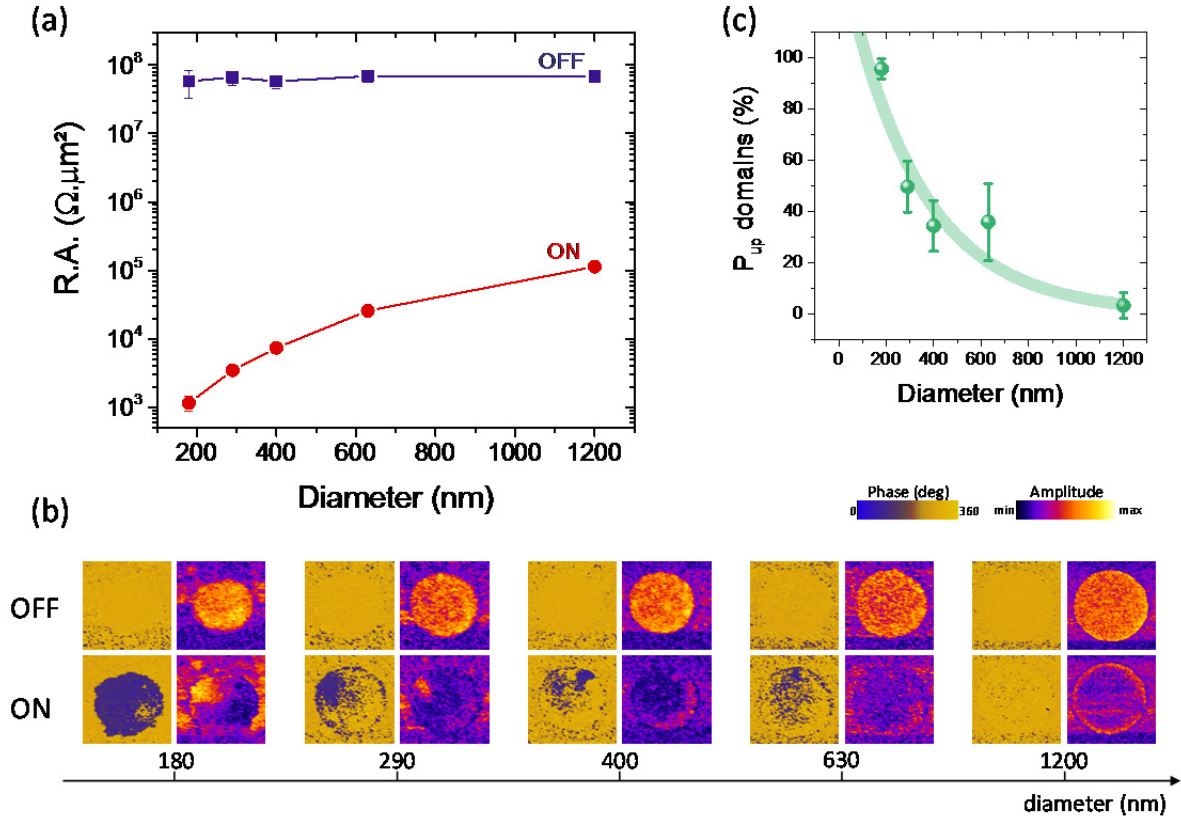 (a)
R.A. (Ω.µm²)
10⁸
10⁷
10⁶
10⁵
10⁴
10³
OFF
ON
200 400 600 800 1000 1200
Diameter (nm)
(c)
P_up domains (%)
100
80
60
40
20
0
0 200 400 600 800 1000 1200
Diameter (nm)
(b)
Phase (deg)
0 360
Amplitude
min max
OFF
ON
180 290 400 630 1200
diameter (nm)